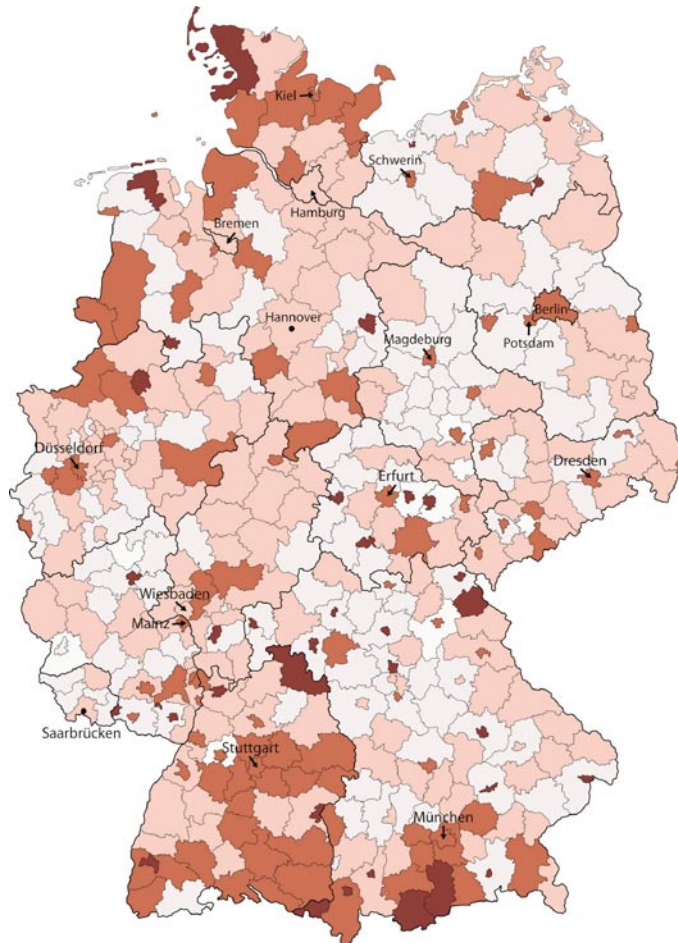 Kiel
Schwerin
Hamburg
Bremen
Berlin
Hannover
Magdeburg
Potsdam
Düsseldorf
Dresden
Erfurt
Wiesbaden
Mainz
Saarbrücken
Stuttgart
München